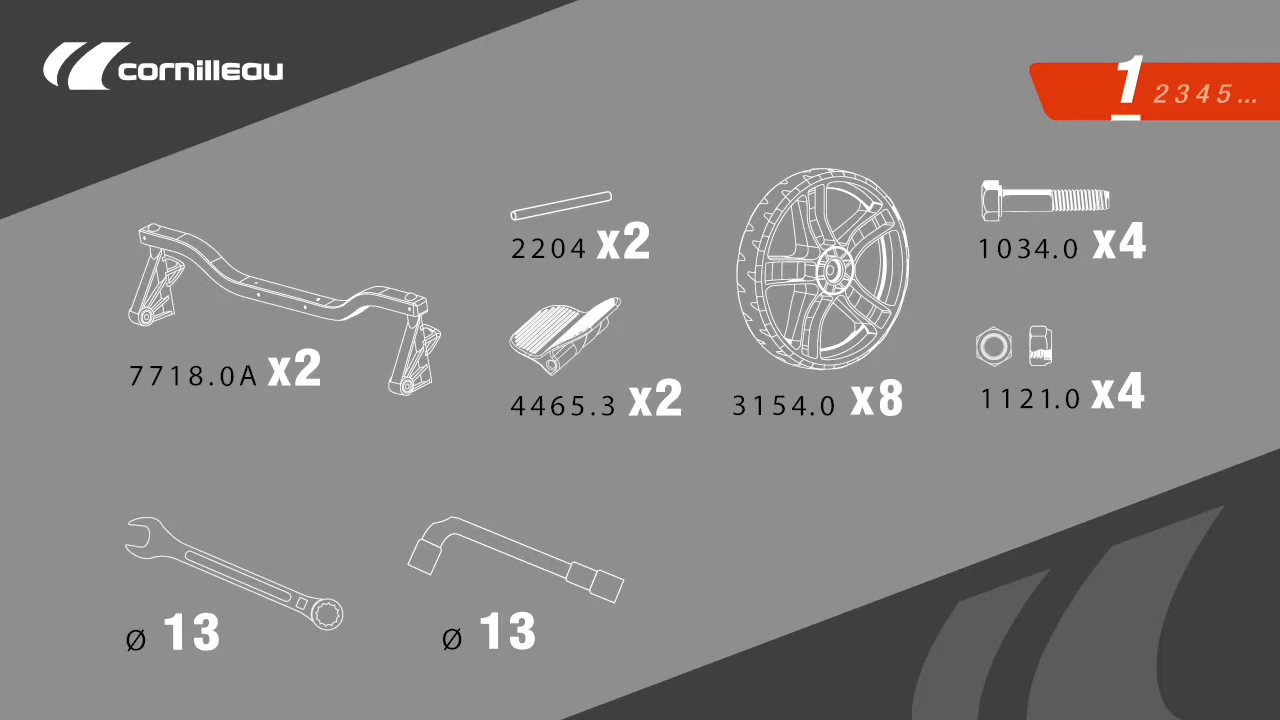 cornilleau
1 2 3 4 5 ...
2204 x2
1034.0 x4
7718.0A x2
4465.3 x2
3154.0 x8
1121.0 x4
Ø 13
Ø 13